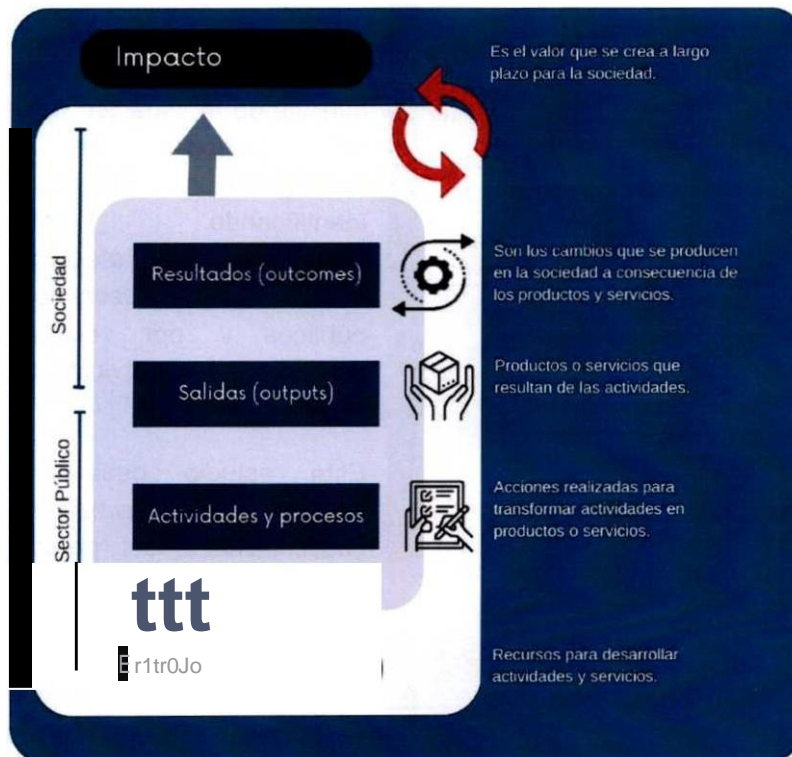 Impacto
Es el valor que se crea a largo
plazo para la sociedad.
Sociedad
Resultados (outcomes)
Son los cambios que se producen
en la sociedad a consecuencia de
los productos y servicios.
Salidas (outputs)
Productos o servicios que
resultan de las actividades.
Sector Público
Actividades y procesos
Acciones realizadas para
transformar actividades en
productos o servicios.
ttt
E r1tr0Jo
Recursos para desarrollar
actividades y servicios.